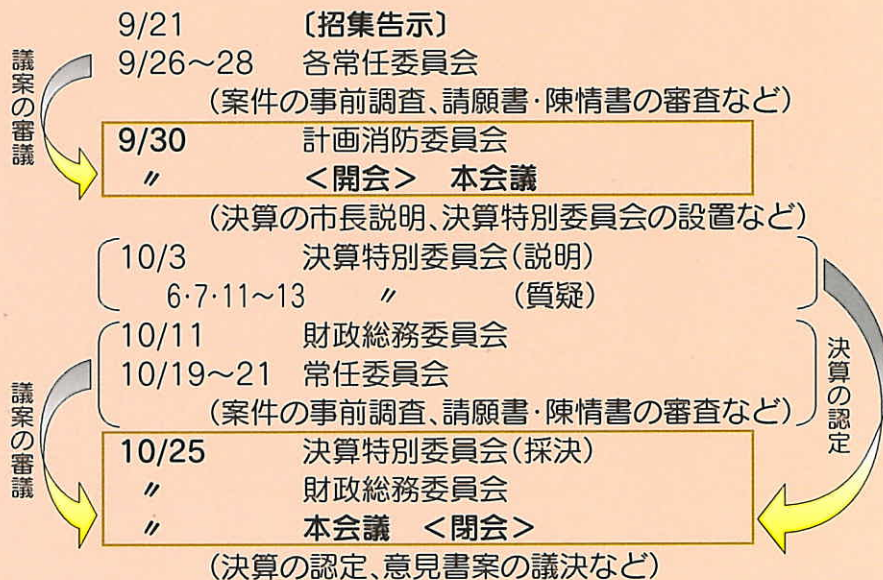 9/21 〔招集告示〕
9/26～28 各常任委員会
(案件の事前調査、請願書・陳情書の審査など)
議案の審議
9/30 計画消防委員会
〃 ＜開会＞ 本会議
(決算の市長説明、決算特別委員会の設置など)
10/3 決算特別委員会(説明)
6・7・11～13 〃 (質疑)
10/11 財政総務委員会
10/19～21 常任委員会
(案件の事前調査、請願書・陳情書の審査など)
決算の認定
議案の審議
10/25 決算特別委員会(採決)
〃 財政総務委員会
〃 本会議 ＜閉会＞
(決算の認定、意見書案の議決など)